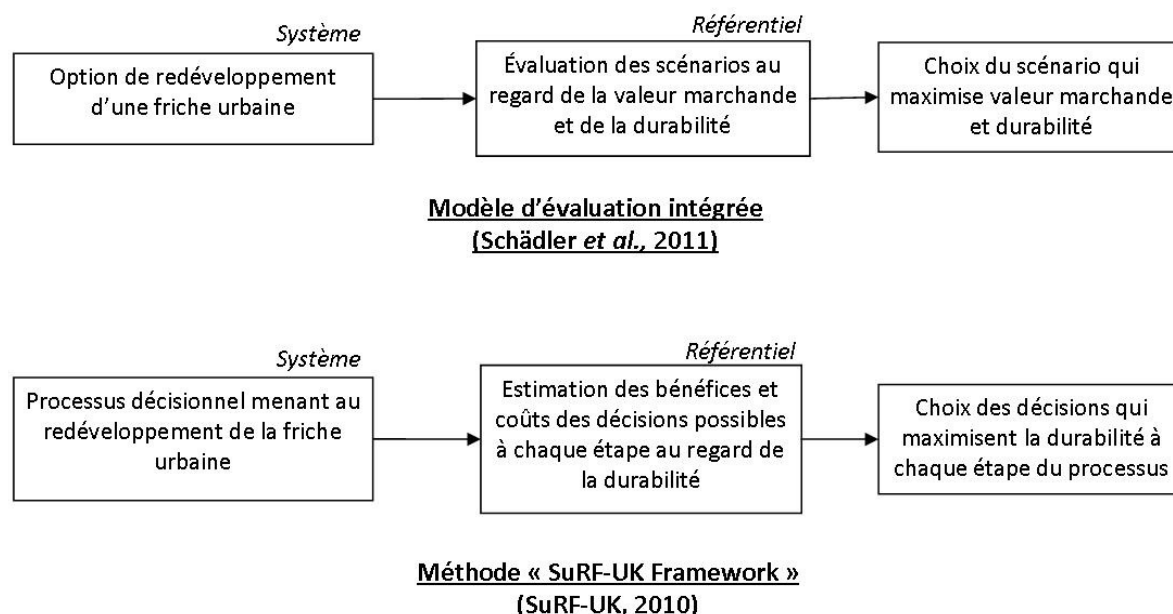 Système
Option de redéveloppement
d'une friche urbaine
Référentiel
Évaluation des scénarios au
regard de la valeur marchande
et de la durabilité
Choix du scénario qui
maximise valeur marchande
et durabilité
Modèle d'évaluation intégrée
(Schädler et al., 2011)
Système
Processus décisionnel menant au
redéveloppement de la friche
urbaine
Référentiel
Estimation des bénéfices et
coûts des décisions possibles
à chaque étape au regard de
la durabilité
Choix des décisions qui
maximisent la durabilité à
chaque étape du processus
Méthode « SuRF-UK Framework »
(SuRF-UK, 2010)